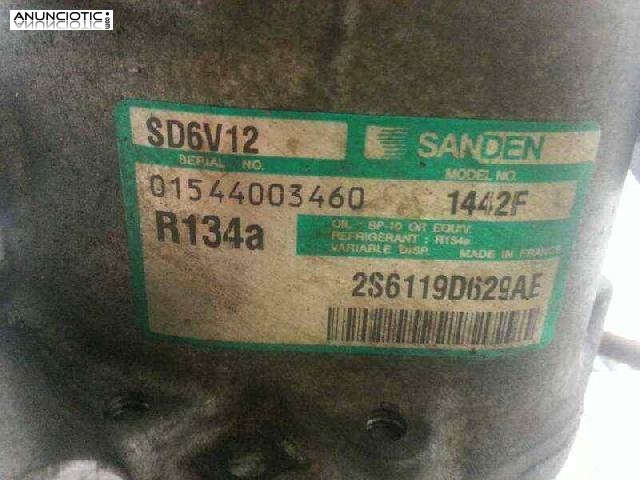 ANUNCIOTIC.com
SD6V12
SANDEN
SERIAL NO.
MODEL NO.
01544003460
1442F
R134a
OIL SP-10 OR EQUIV.
REFRIGERANT : R134a
VARIABLE DISP. MADE IN FRANCE
2S6119D629AE